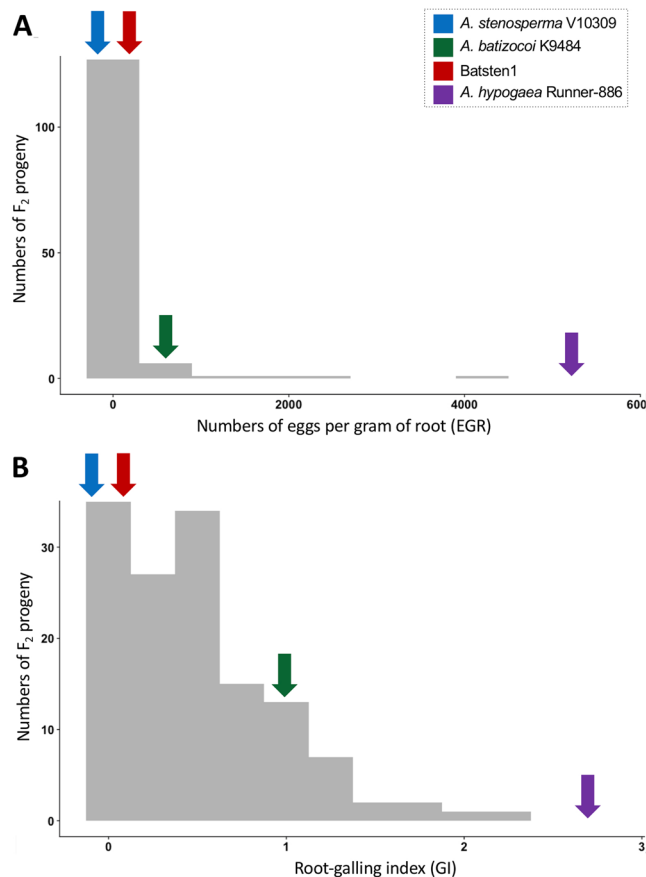 A
A. stenosperma V10309
A. batizocoi K9484
Batsten1
A. hypogaea Runner-886
Numbers of F2 progeny
100
50
0
0 2000 4000 600
Numbers of eggs per gram of root (EGR)
B
Numbers of F2 progeny
30
20
10
0
0 1 2 3
Root-galling index (GI)